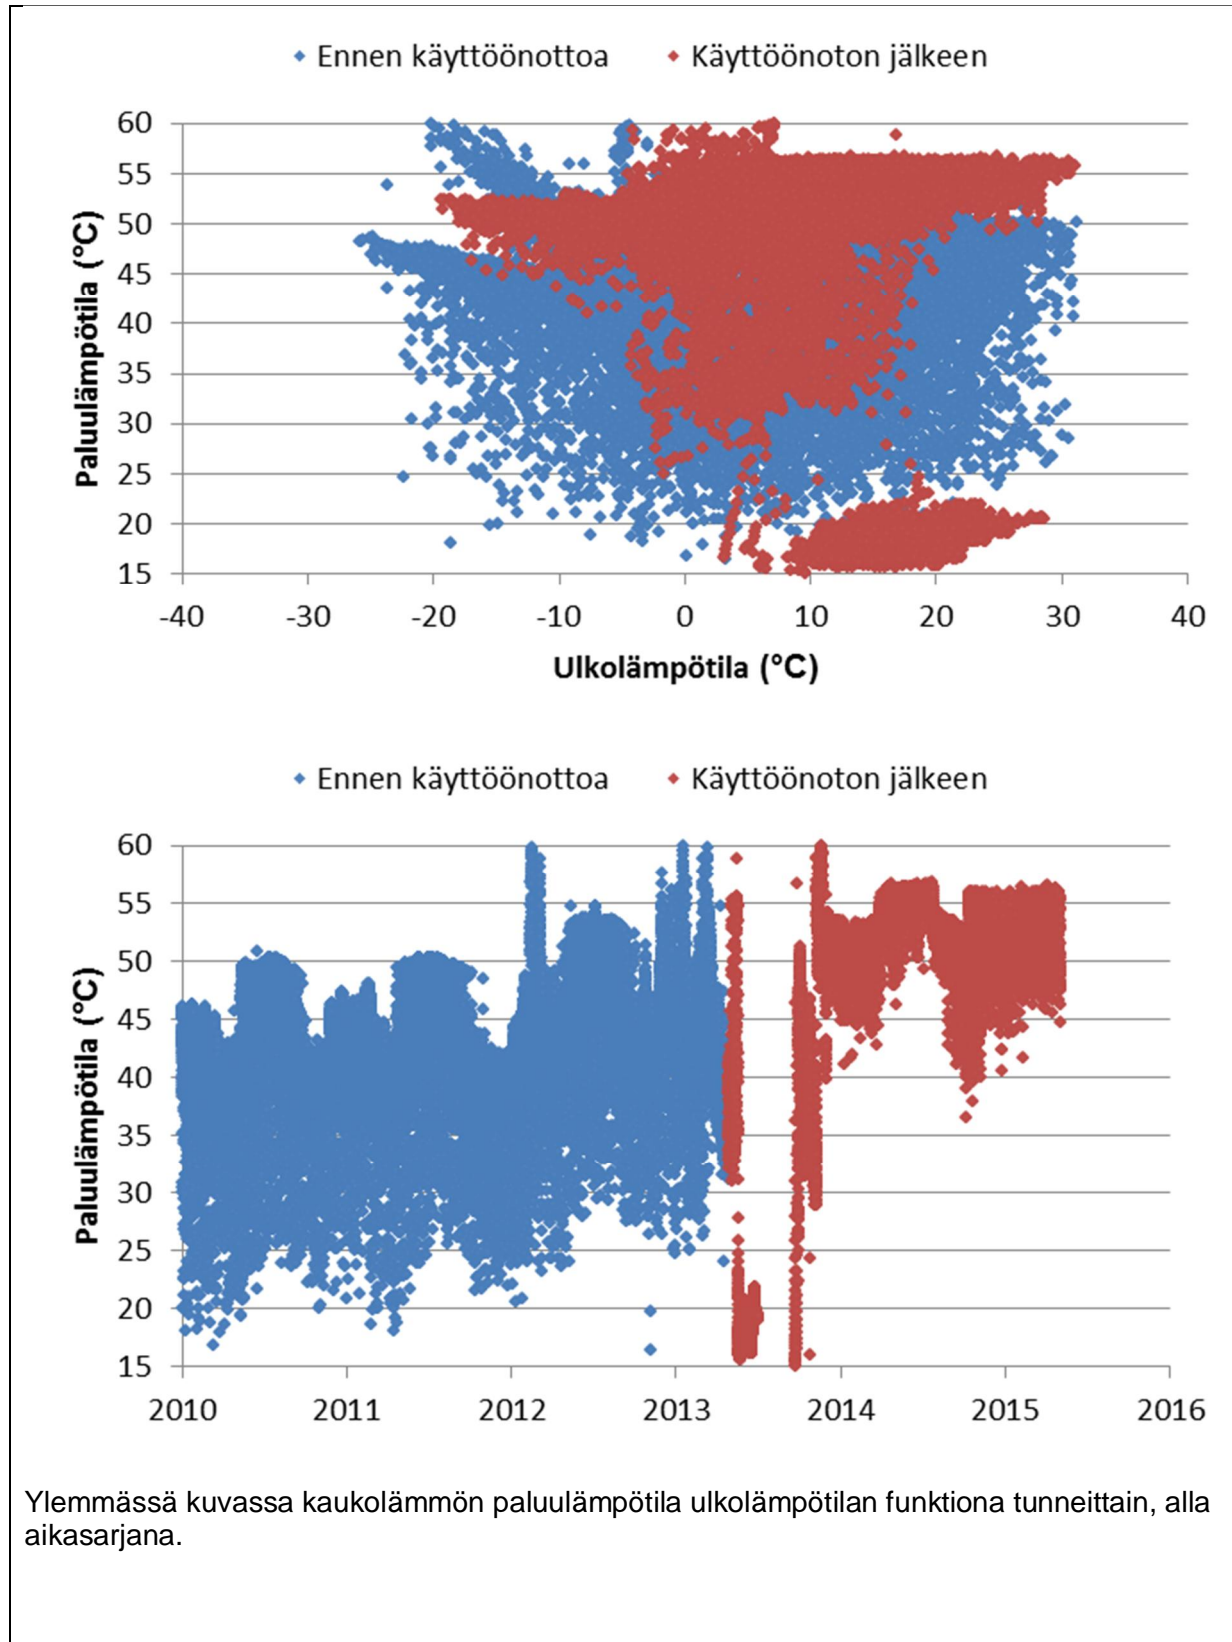 Ennen käyttöönottoa Käyttöönoton jälkeen
60
55
50
45
40
35
30
25
20
15
Paluulämpötila (°C)
-40 -30 -20 -10 0 10 20 30 40
Ulkolämpötila (°C)
Ennen käyttöönottoa Käyttöönoton jälkeen
60
55
50
45
40
35
30
25
20
15
Paluulämpötila (°C)
2010 2011 2012 2013 2014 2015 2016
Ylemmässä kuvassa kaukolämmön paluulämpötila ulkolämpötilan funktiona tunneittain, alla
aikasarjana.